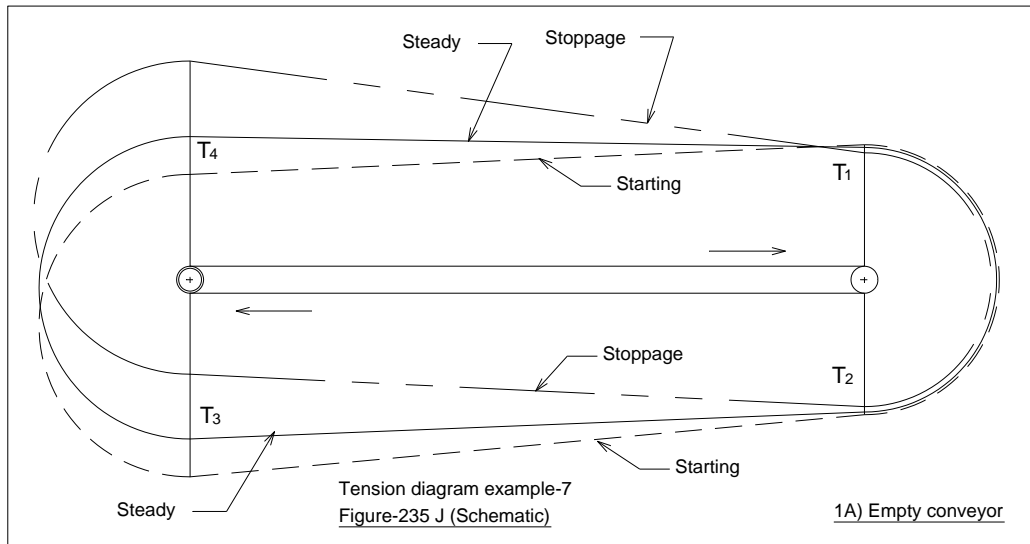 Steady
Stoppage
T4
T1
Starting
Stoppage
T2
T3
Starting
Steady
Tension diagram example-7
Figure-235 J (Schematic)
1A) Empty conveyor